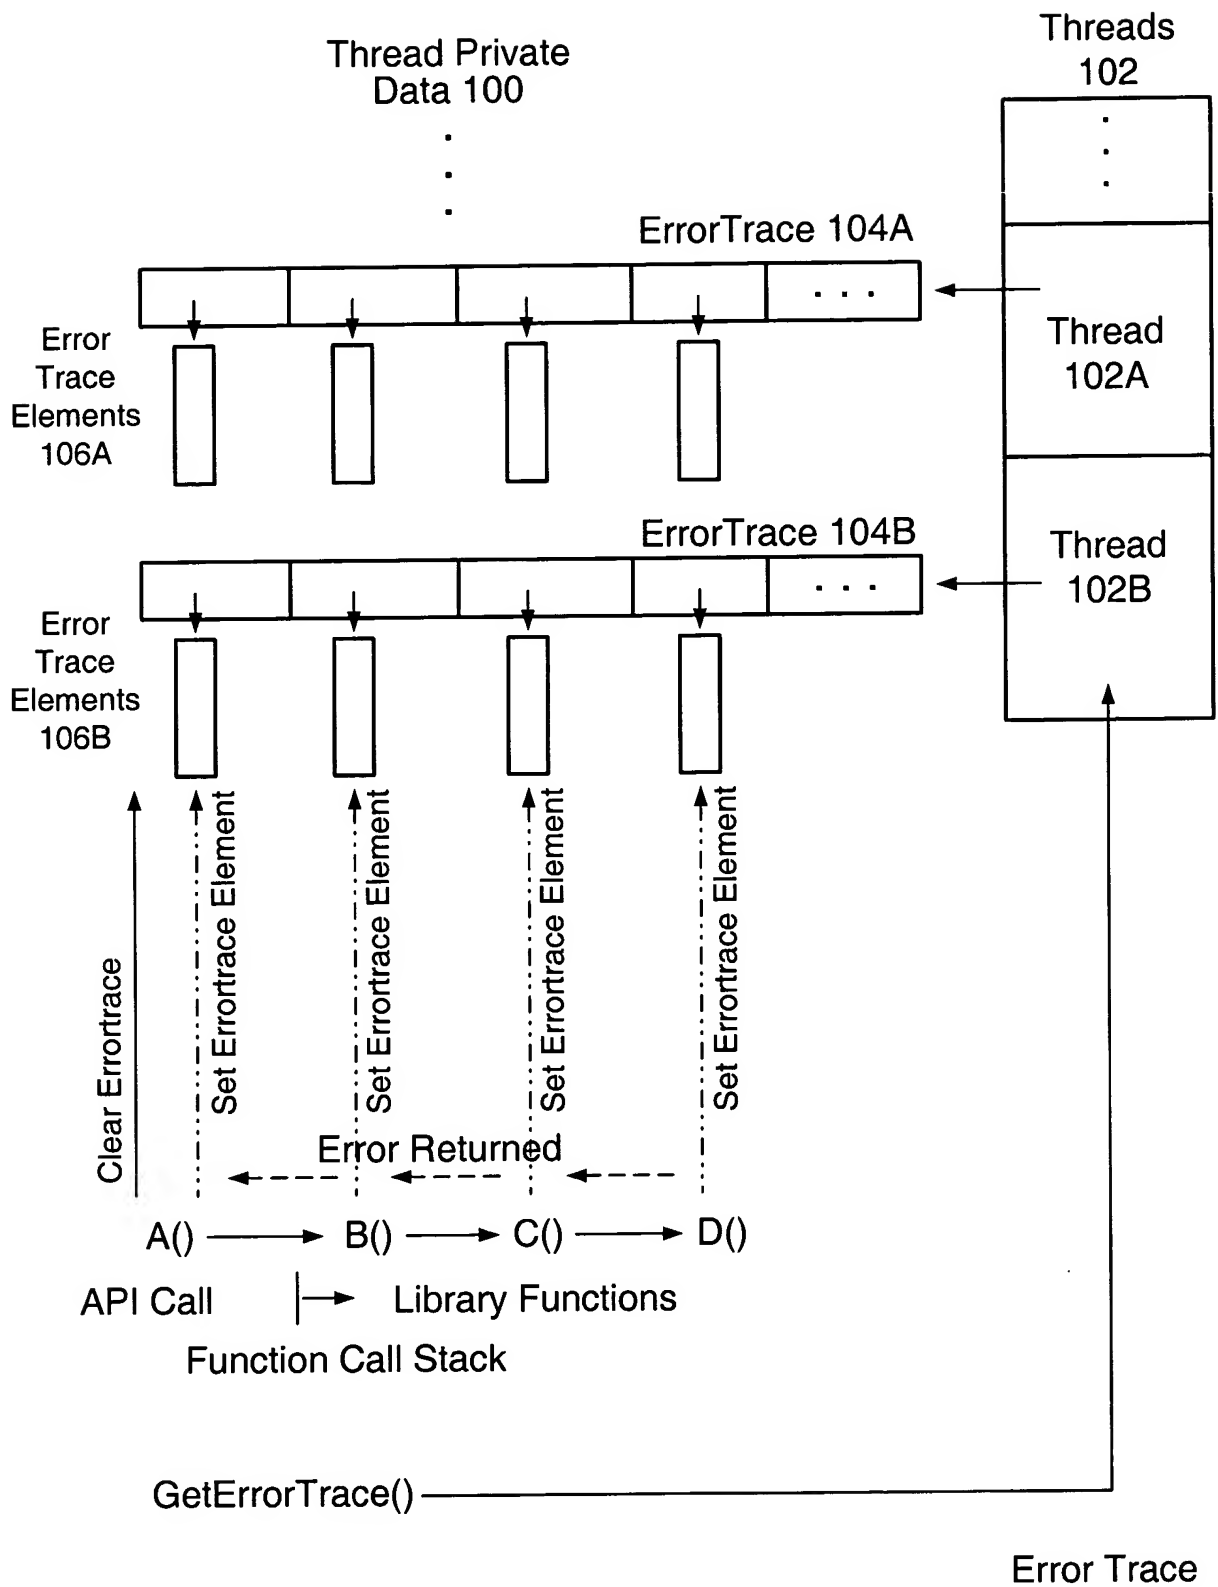 Thread Private
Data 100
Threads
102
. . .
. . .
ErrorTrace 104A
. . .
Error
Trace
Elements
106A
Thread
102A
ErrorTrace 104B
. . .
Error
Trace
Elements
106B
Thread
102B
Clear Errortrace
Set Errortrace Element
Set Errortrace Element
Set Errortrace Element
Set Errortrace Element
Error Returned
A() B() C() D()
API Call Library Functions
Function Call Stack
GetErrorTrace()
Error Trace